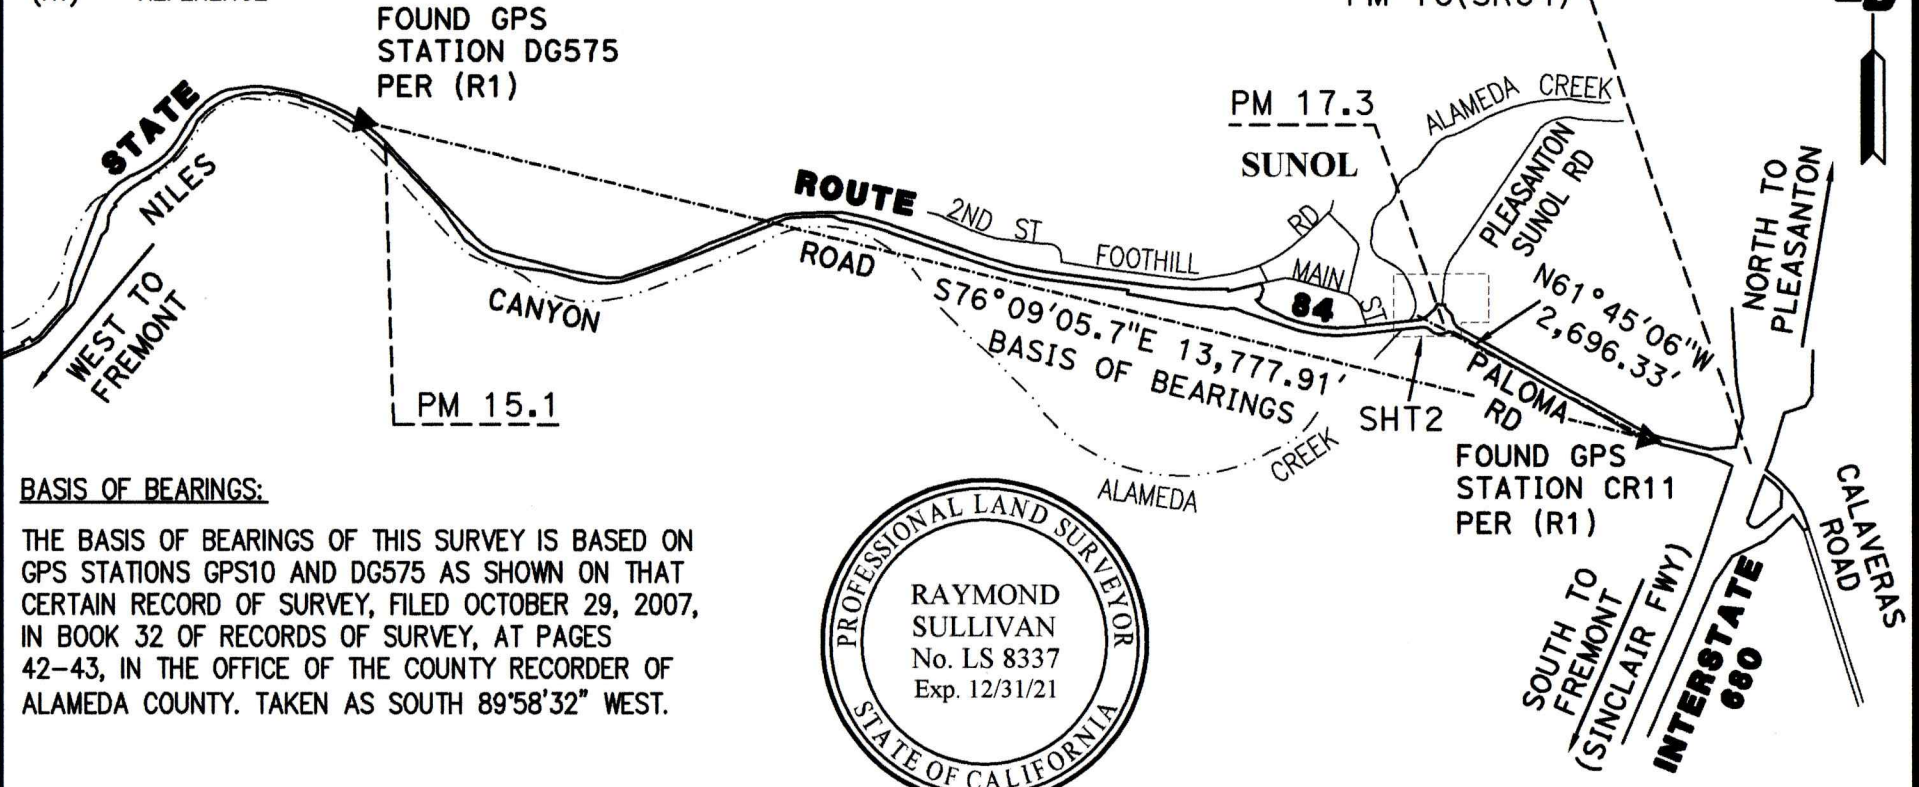 FOUND GPS
STATION DG575
PER (R1)
STATE
NILES
WEST TO
FREMONT
PM 15.1
CANYON
ROUTE
ROAD
2ND ST
FOOTHILL
RD
MAIN
ST
84
PM 17.3
SUNOL
ALAMEDA CREEK
PLEASANTON
SUNOL RD
NORTH TO
PLEASANTON
N61°45'06"W
2,696.33'
S76°09'05.7"E 13,777.91'
BASIS OF BEARINGS
SHT2
PALOMA
RD
FOUND GPS
STATION CR11
PER (R1)
ALAMEDA
CREEK
CALAVERAS
ROAD
SOUTH TO
FREMONT
(SINCLAIR FWY)
INTERSTATE
680
BASIS OF BEARINGS:
THE BASIS OF BEARINGS OF THIS SURVEY IS BASED ON
GPS STATIONS GPS10 AND DG575 AS SHOWN ON THAT
CERTAIN RECORD OF SURVEY, FILED OCTOBER 29, 2007,
IN BOOK 32 OF RECORDS OF SURVEY, AT PAGES
42-43, IN THE OFFICE OF THE COUNTY RECORDER OF
ALAMEDA COUNTY. TAKEN AS SOUTH 89°58'32" WEST.
PROFESSIONAL LAND SURVEYOR
RAYMOND
SULLIVAN
No. LS 8337
Exp. 12/31/21
STATE OF CALIFORNIA